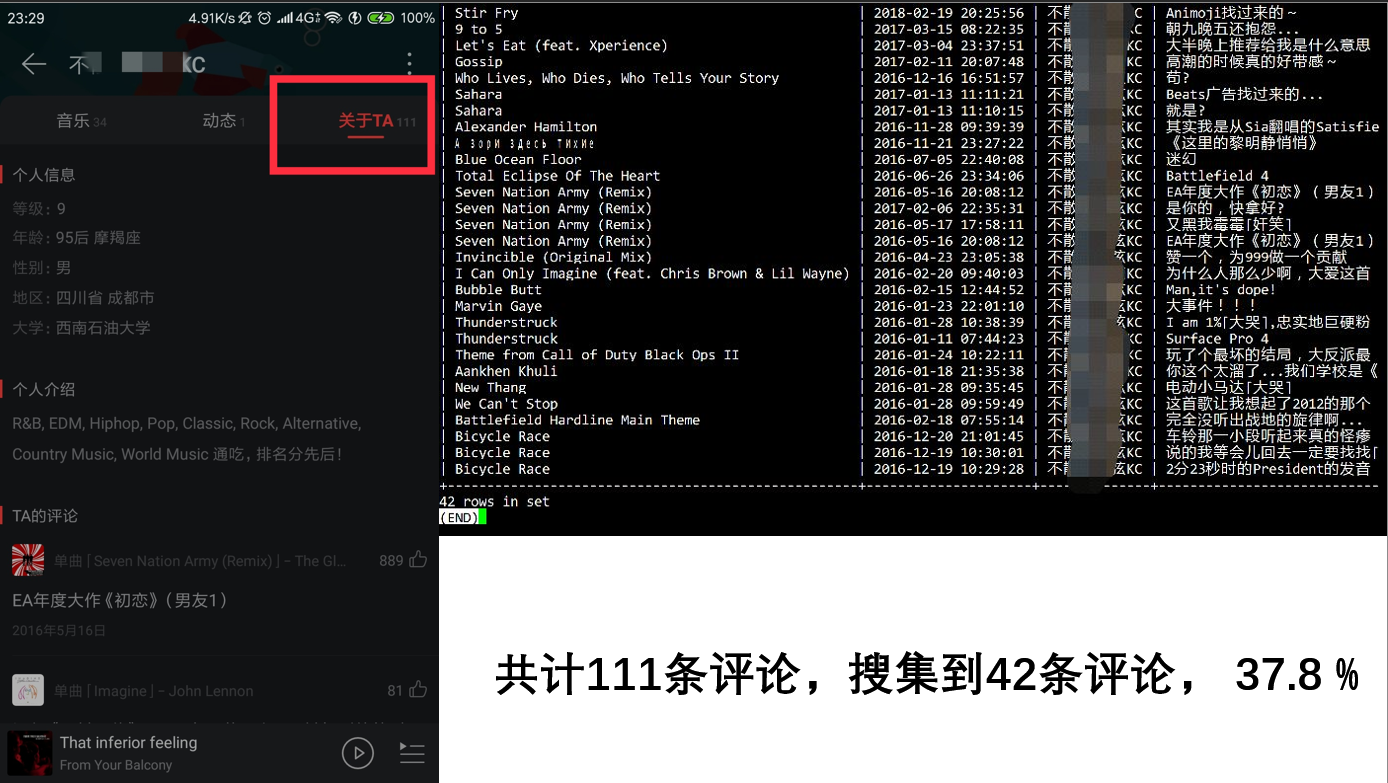 23:29
4.91K/s 4G 100%
不 KC
音乐 34
动态 1
关于TA 111
个人信息
等级: 9
年龄: 95后 摩羯座
性别: 男
地区: 四川省 成都市
大学: 西南石油大学
个人介绍
R&B, EDM, Hiphop, Pop, Classic, Rock, Alternative,
Country Music, World Music 通吃，排名分先后!
TA的评论
单曲 [ Seven Nation Army (Remix) ] - The Gl...
889
EA年度大作《初恋》（男友1）
2016年5月16日
单曲 [ Imagine ] - John Lennon
81
That inferior feeling
From Your Balcony
| Stir Fry | 2018-02-19 20:25:56 | 不散 C | Animoji找过来的～
| 9 to 5 | 2017-03-15 08:22:35 | 不散 KC | 朝九晚五还抱怨...
| Let's Eat (feat. Xperience) | 2017-03-04 23:37:51 | 不散 KC | 大半晚上推荐给我是什么意思
| Gossip | 2017-02-11 20:07:48 | 不散 KC | 高潮的时候真的好带感～
| Who Lives, Who Dies, Who Tells Your Story | 2016-12-16 16:51:57 | 不散 KC | 苟?
| Sahara | 2017-01-13 11:11:21 | 不散 KC | Beats广告找过来的...
| Sahara | 2017-01-13 11:10:15 | 不散 KC | 就是?
| Alexander Hamilton | 2016-11-28 09:39:39 | 不散 KC | 其实我是从Sia翻唱的Satisfie
| А зори здесь тихие | 2016-11-21 23:27:22 | 不散 KC | 《这里的黎明静悄悄》
| Blue Ocean Floor | 2016-07-05 22:40:08 | 不散 KC | 迷幻
| Total Eclipse Of The Heart | 2016-06-26 23:34:06 | 不散 KC | Battlefield 4
| Seven Nation Army (Remix) | 2016-05-16 20:08:12 | 不散 KC | EA年度大作《初恋》（男友1）
| Seven Nation Army (Remix) | 2017-02-06 22:35:31 | 不散 KC | 是你的，快拿好?
| Seven Nation Army (Remix) | 2016-05-17 17:58:11 | 不散 KC | 又黑我霉霉[奸笑]
| Seven Nation Army (Remix) | 2016-05-16 20:08:12 | 不散 KC | EA年度大作《初恋》（男友1）
| Invincible (Original Mix) | 2016-04-23 23:05:38 | 不散 KC | 赞一个，为999做一个贡献
| I Can Only Imagine (feat. Chris Brown & Lil Wayne) | 2016-02-20 09:40:03 | 不散 KC | 为什么人那么少啊，大爱这首
| Bubble Butt | 2016-02-15 12:44:52 | 不散 KC | Man,it's dope!
| Marvin Gaye | 2016-01-23 22:01:10 | 不散 KC | 大事件！！！
| Thunderstruck | 2016-01-28 10:38:39 | 不散 KC | I am 1%[大哭],忠实地巨硬粉
| Thunderstruck | 2016-01-11 07:44:23 | 不散 KC | Surface Pro 4
| Theme from Call of Duty Black Ops II | 2016-01-24 10:22:11 | 不散 KC | 玩了个最坏的结局，大反派最
| Aankhen Khuli | 2016-01-18 21:35:38 | 不散 KC | 你这个太溜了...我们学校是《
| New Thang | 2016-01-28 09:35:45 | 不散 KC | 电动小马达[大哭]
| We Can't Stop | 2016-01-28 09:59:49 | 不散 KC | 这首歌让我想起了2012的那个
| Battlefield Hardline Main Theme | 2016-02-18 07:55:14 | 不散 KC | 完全没听出战地的旋律啊...
| Bicycle Race | 2016-12-20 21:01:45 | 不散 KC | 车铃那一小段听起来真的怪瘆
| Bicycle Race | 2016-12-19 10:30:01 | 不散 KC | 说的我等会儿回去一定要找找[
| Bicycle Race | 2016-12-19 10:29:28 | 不散 KC | 2分23秒时的President的发音
42 rows in set
(END)
共计111条评论，搜集到42条评论， 37.8 %